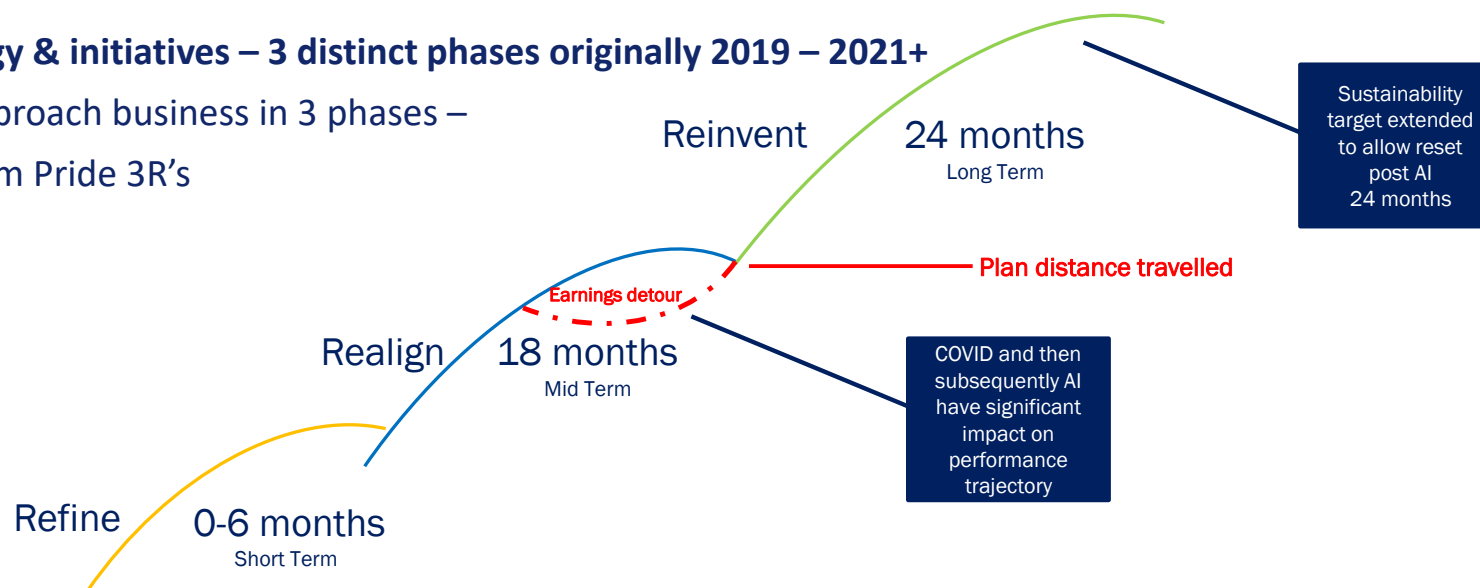 gy & initiatives – 3 distinct phases originally 2019 – 2021+
proach business in 3 phases –
m Pride 3R’s
Reinvent
24 months
Long Term
Sustainability
target extended
to allow reset
post AI
24 months
Plan distance travelled
Earnings detour
Realign
18 months
Mid Term
COVID and then
subsequently AI
have significant
impact on
performance
trajectory
Refine
0-6 months
Short Term